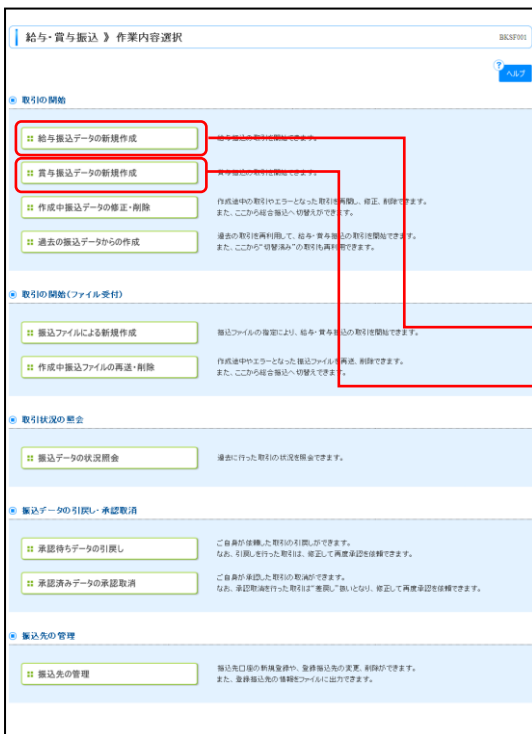 給与・賞与振込 》 作業内容選択
BKSF001
?
ヘルプ
取引の開始
給与振込データの新規作成
給与振込の取引を開始できます。
賞与振込データの新規作成
賞与振込の取引を開始できます。
作成中振込データの修正・削除
作成途中の取引やエラーとなった取引を再開し、修正、削除できます。
また、ここから総合振込へ切替えができます。
過去の振込データからの作成
過去の取引を再利用して、給与・賞与振込の取引を開始できます。
また、ここから"切替済み"の取引も再利用できます。
取引の開始(ファイル受付)
振込ファイルによる新規作成
振込ファイルの指定により、給与・賞与振込の取引を開始できます。
作成中振込ファイルの再送・削除
作成途中やエラーとなった振込ファイルを再送、削除できます。
また、ここから総合振込へ切替えできます。
取引状況の照会
振込データの状況照会
過去に行った取引の状況を照会できます。
振込データの引戻し・承認取消
承認待ちデータの引戻し
ご自身が依頼した取引の引戻しができます。
なお、引戻しを行った取引は、修正して再度承認を依頼できます。
承認済みデータの承認取消
ご自身が承認した取引の取消ができます。
なお、承認取消を行った取引は"差戻し"扱いとなり、修正して再度承認を依頼できます。
振込先の管理
振込先の管理
振込先口座の新規登録や、登録振込先の変更、削除ができます。
また、登録振込先の情報をファイルに出力できます。